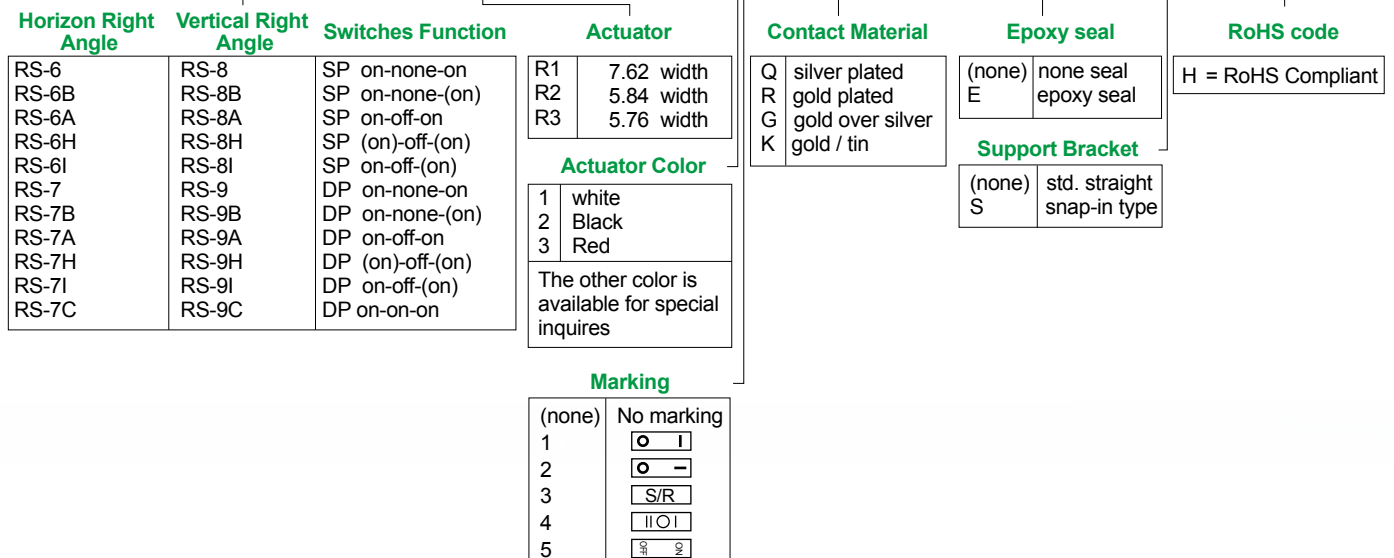 Horizon Right Angle
Vertical Right Angle
Switches Function
RS-6 RS-8 SP on-none-on
RS-6B RS-8B SP on-none-(on)
RS-6A RS-8A SP on-off-on
RS-6H RS-8H SP (on)-off-(on)
RS-6I RS-8I SP on-off-(on)
RS-7 RS-9 DP on-none-on
RS-7B RS-9B DP on-none-(on)
RS-7A RS-9A DP on-off-on
RS-7H RS-9H DP (on)-off-(on)
RS-7I RS-9I DP on-off-(on)
RS-7C RS-9C DP on-on-on
Actuator
R1 7.62 width
R2 5.84 width
R3 5.76 width
Actuator Color
1 white
2 Black
3 Red
The other color is
available for special
inquires
Marking
(none) No marking
1 O I
2 O –
3 S/R
4 II O I
5 OFF ON
Contact Material
Q silver plated
R gold plated
G gold over silver
K gold / tin
Epoxy seal
(none) none seal
E epoxy seal
Support Bracket
(none) std. straight
S snap-in type
RoHS code
H = RoHS Compliant